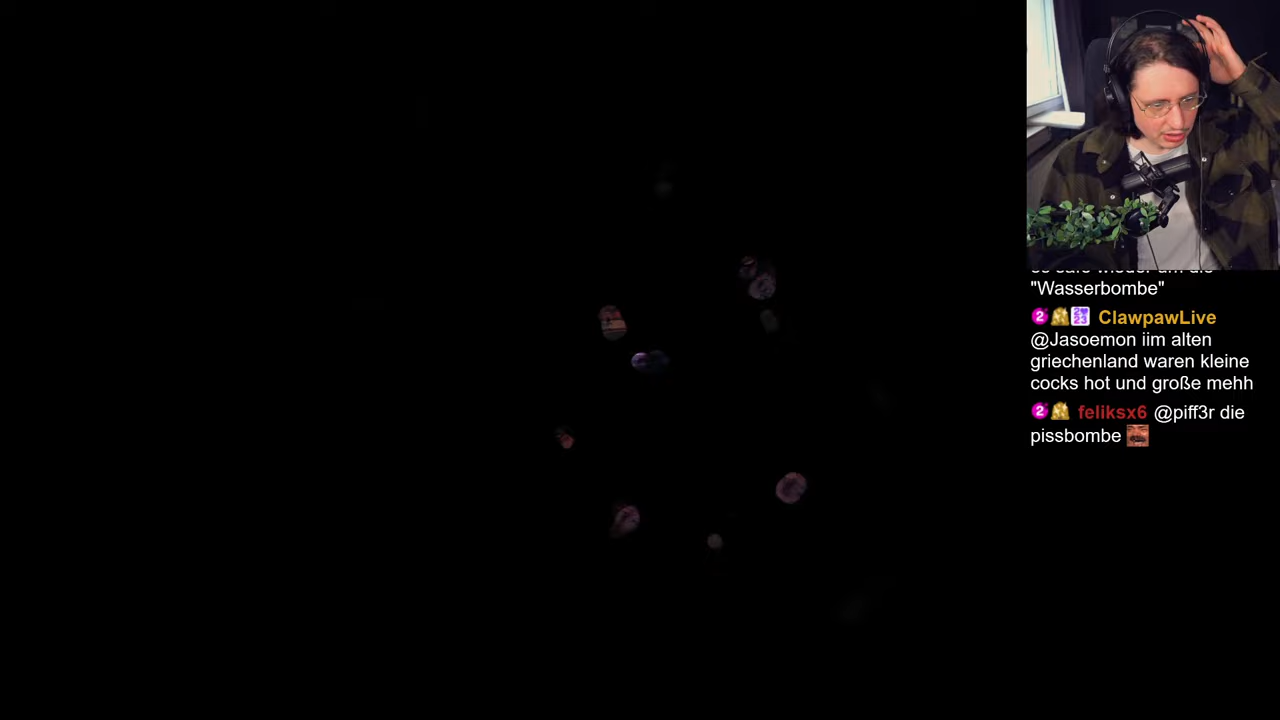 "Wasserbombe"
ClawpawLive
@Jasoemon iim alten
griechenland waren kleine
cocks hot und große mehh
feliksx6 @piff3r die
pissbombe